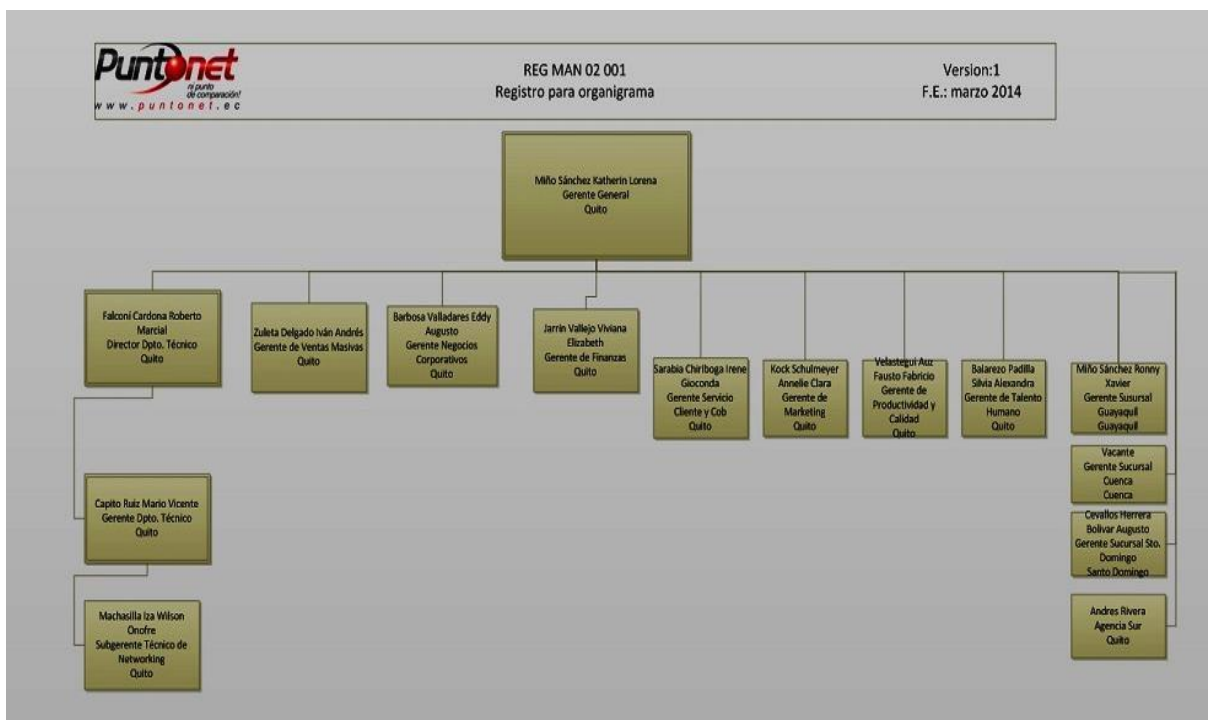 Puntonet
ni punto
de comparación!
www.puntonet.ec
REG MAN 02 001
Registro para organigrama
Version:1
F.E.: marzo 2014
Miño Sánchez Katherin Lorena
Gerente General
Quito
Falconí Cardona Roberto
Marcial
Director Dpto. Técnico
Quito
Zuleta Delgado Iván Andrés
Gerente de Ventas Masivas
Quito
Barbosa Valladares Eddy
Augusto
Gerente Negocios
Corporativos
Quito
Jarrin Vallejo Viviana
Elizabeth
Gerente de Finanzas
Quito
Sarabia Chiriboga Irene
Gioconda
Gerente Servicio
Cliente y Cob
Quito
Kock Schulmeyer
Annelie Clara
Gerente de
Marketing
Quito
Velastegui Auz
Fausto Fabricio
Gerente de
Productividad y
Calidad
Quito
Balarezo Padilla
Silvia Alexandra
Gerente de Talento
Humano
Quito
Miño Sánchez Ronny
Xavier
Gerente Susursal
Guayaquil
Guayaquil
Vacante
Gerente Sucursal
Cuenca
Cuenca
Cevallos Herrera
Bolivar Augusto
Gerente Sucursal Sto.
Domingo
Santo Domingo
Andres Rivera
Agencia Sur
Quito
Capito Ruiz Mario Vicente
Gerente Dpto. Técnico
Quito
Machasilla Iza Wilson
Onofre
Subgerente Técnico de
Networking
Quito